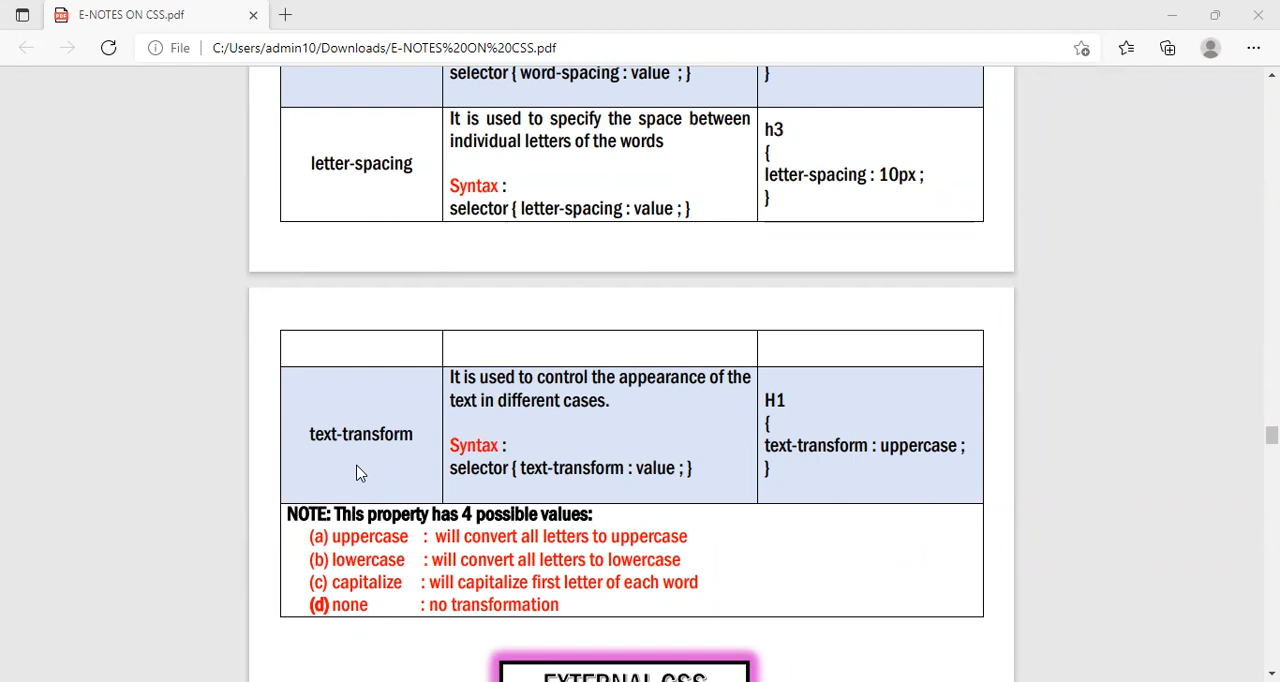 E-NOTES ON CSS.pdf
File C:/Users/admin10/Downloads/E-NOTES%20ON%20CSS.pdf
selector { word-spacing : value ; }
}
letter-spacing
It is used to specify the space between
individual letters of the words
Syntax :
selector { letter-spacing : value ; }
h3
{
letter-spacing : 10px ;
}
text-transform
It is used to control the appearance of the
text in different cases.
Syntax :
selector { text-transform : value ; }
H1
{
text-transform : uppercase ;
}
NOTE: This property has 4 possible values:
(a) uppercase : will convert all letters to uppercase
(b) lowercase : will convert all letters to lowercase
(c) capitalize : will capitalize first letter of each word
(d) none : no transformation
EXTERNAL CSS